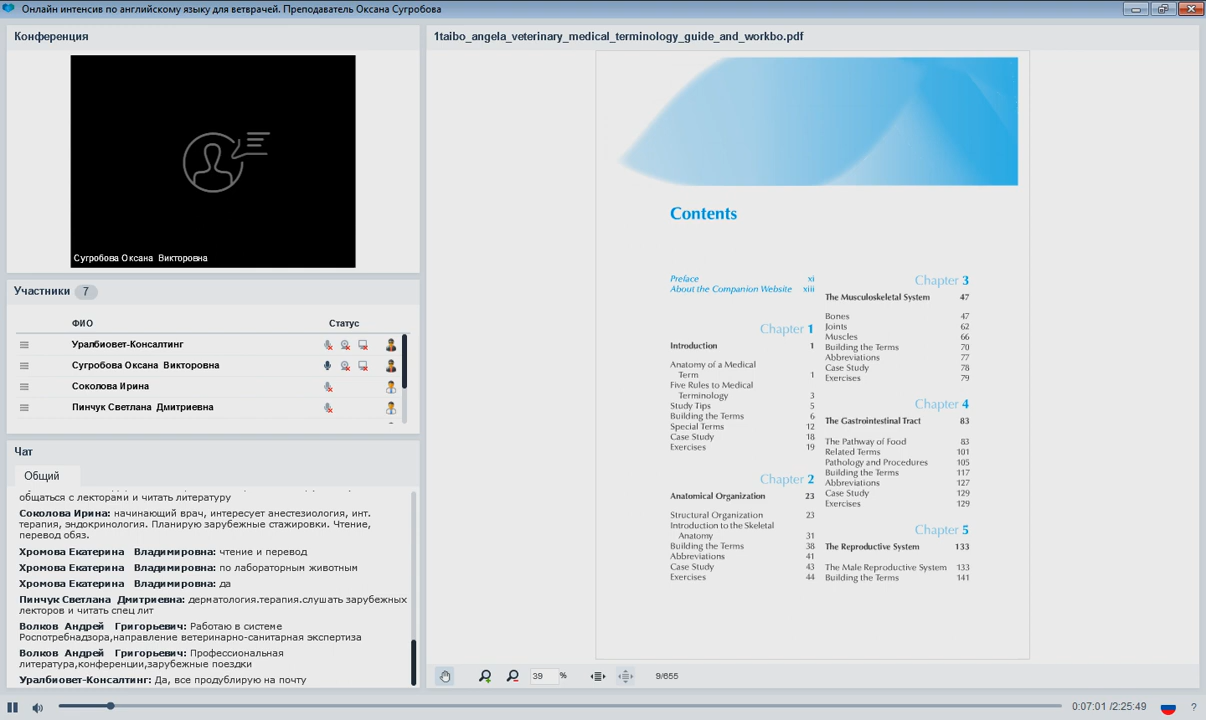 Онлайн интенсив по английскому языку для ветврачей. Преподаватель Оксана Сугробова
Конференция
Сугробова Оксана Викторовна
Участники 7
ФИО Статус
Уралбиовет-Консалтинг
Сугробова Оксана Викторовна
Соколова Ирина
Пинчук Светлана Дмитриевна
Чат
Общий
общаться с лекторами и читать литературу
Соколова Ирина: начинающий врач, интересует анестезиология, инт.
терапия, эндокринология. Планирую зарубежные стажировки. Чтение,
перевод обяз.
Хромова Екатерина Владимировна: чтение и перевод
Хромова Екатерина Владимировна: по лабораторным животным
Хромова Екатерина Владимировна: да
Пинчук Светлана Дмитриевна: дерматология.терапия.слушать зарубежных
лекторов и читать спец лит
Волков Андрей Григорьевич: Работаю в системе
Роспотребнадзора,направление ветеринарно-санитарная экспертиза
Волков Андрей Григорьевич: Профессиональная
литература,конференции,зарубежные поездки
Уралбиовет-Консалтинг: Да, все продублирую на почту
1taibo_angela_veterinary_medical_terminology_guide_and_workbo.pdf
Contents
Preface xi
About the Companion Website xiii
Chapter 1
Introduction 1
Anatomy of a Medical
Term 1
Five Rules to Medical
Terminology 3
Study Tips 5
Building the Terms 6
Special Terms 12
Case Study 18
Exercises 19
Chapter 2
Anatomical Organization 23
Structural Organization 23
Introduction to the Skeletal
Anatomy 31
Building the Terms 38
Abbreviations 41
Case Study 43
Exercises 44
Chapter 3
The Musculoskeletal System 47
Bones 47
Joints 62
Muscles 66
Building the Terms 70
Abbreviations 77
Case Study 78
Exercises 79
Chapter 4
The Gastrointestinal Tract 83
The Pathway of Food 83
Related Terms 101
Pathology and Procedures 105
Building the Terms 117
Abbreviations 127
Case Study 129
Exercises 129
Chapter 5
The Reproductive System 133
The Male Reproductive System 133
Building the Terms 141
39 % 9/655
0:07:01 /2:25:49 ?